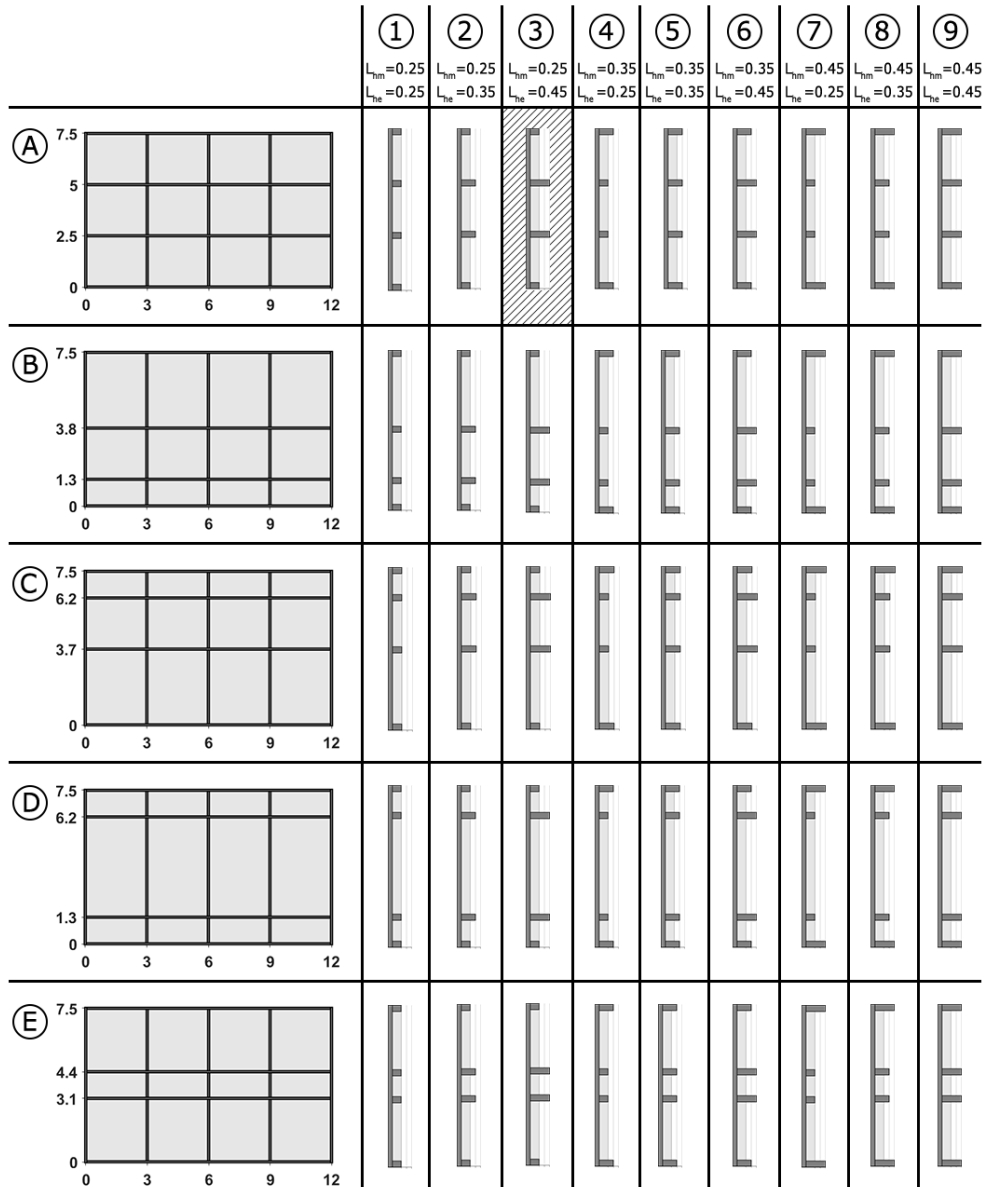 1 2 3 4 5 6 7 8 9
L_hm=0.25 L_hm=0.25 L_hm=0.25 L_hm=0.35 L_hm=0.35 L_hm=0.35 L_hm=0.45 L_hm=0.45 L_hm=0.45
L_he=0.25 L_he=0.35 L_he=0.45 L_he=0.25 L_he=0.35 L_he=0.45 L_he=0.25 L_he=0.35 L_he=0.45
A 7.5
5
2.5
0
0 3 6 9 12
B 7.5
3.8
1.3
0
0 3 6 9 12
C 7.5
6.2
3.7
0
0 3 6 9 12
D 7.5
6.2
1.3
0
0 3 6 9 12
E 7.5
4.4
3.1
0
0 3 6 9 12